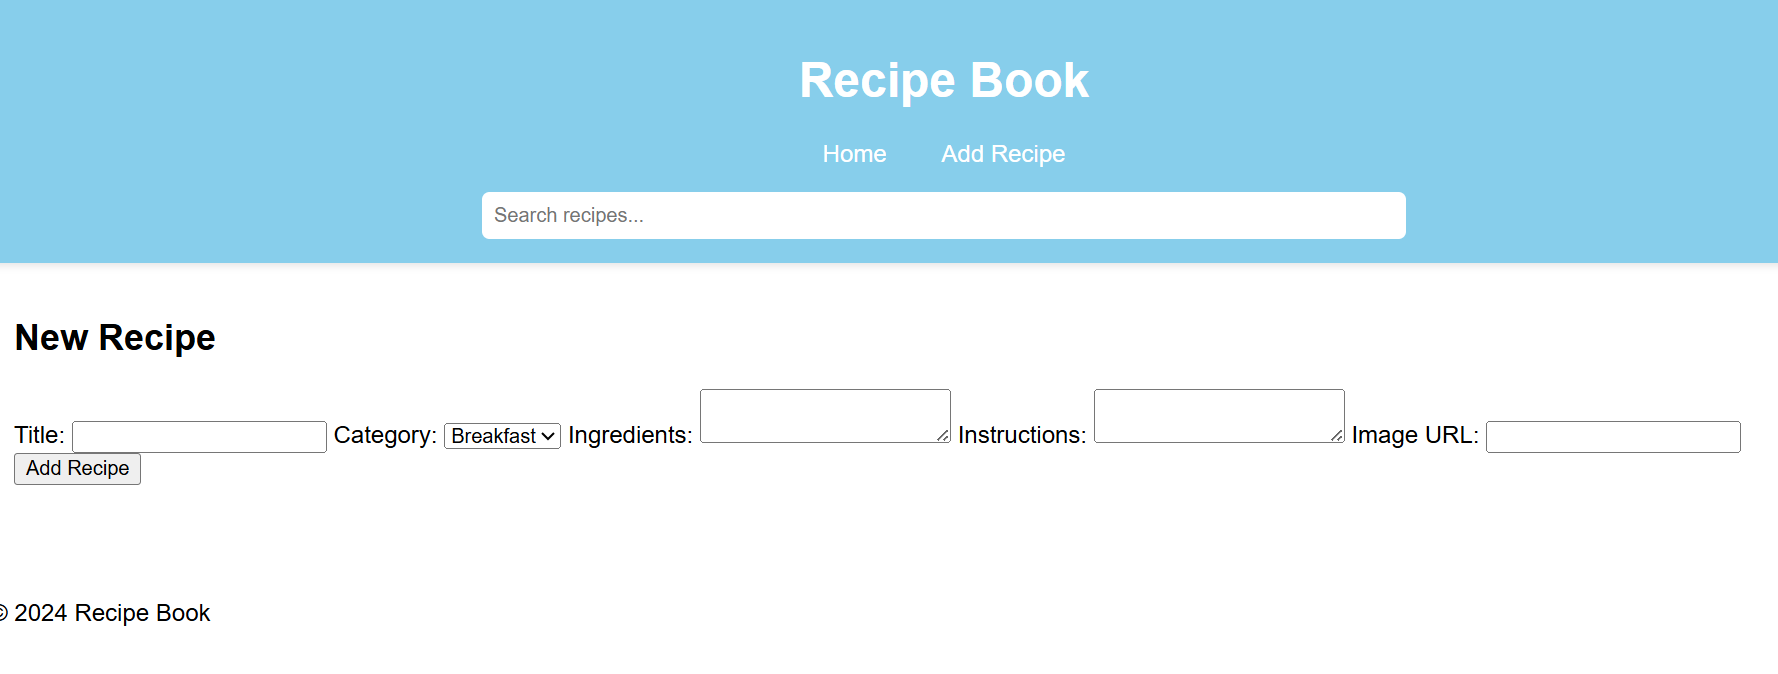 Recipe Book
Home Add Recipe
Search recipes...
New Recipe
Title: Category: Breakfast Ingredients: Instructions: Image URL:
Add Recipe
© 2024 Recipe Book